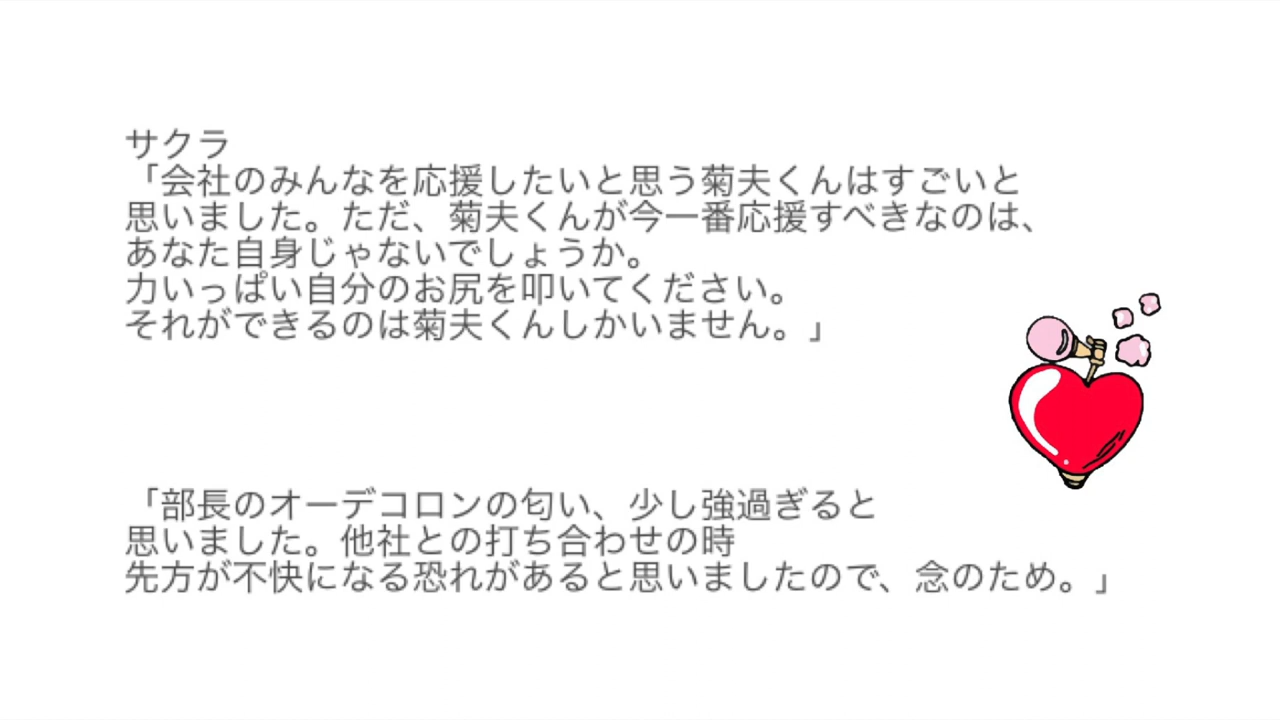 サクラ
「会社のみんなを応援したいと思う菊夫くんはすごいと
思いました。ただ、菊夫くんが今一番応援すべきなのは、
あなた自身じゃないでしょうか。
力いっぱい自分のお尻を叩いてください。
それができるのは菊夫くんしかいません。」
「部長のオーデコロンの匂い、少し強過ぎると
思いました。他社との打ち合わせの時
先方が不快になる恐れがあると思いましたので、念のため。」